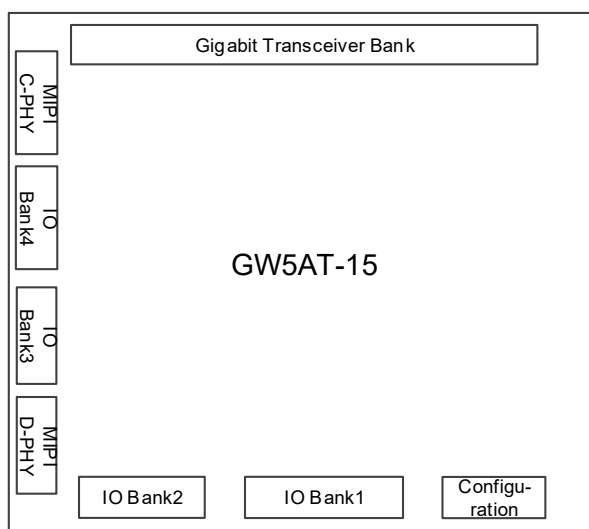 Gigabit Transceiver Bank
MIPI
C-PHY
IO
Bank4
GW5AT-15
IO
Bank3
MIPI
D-PHY
IO Bank2
IO Bank1
Configu-
ration